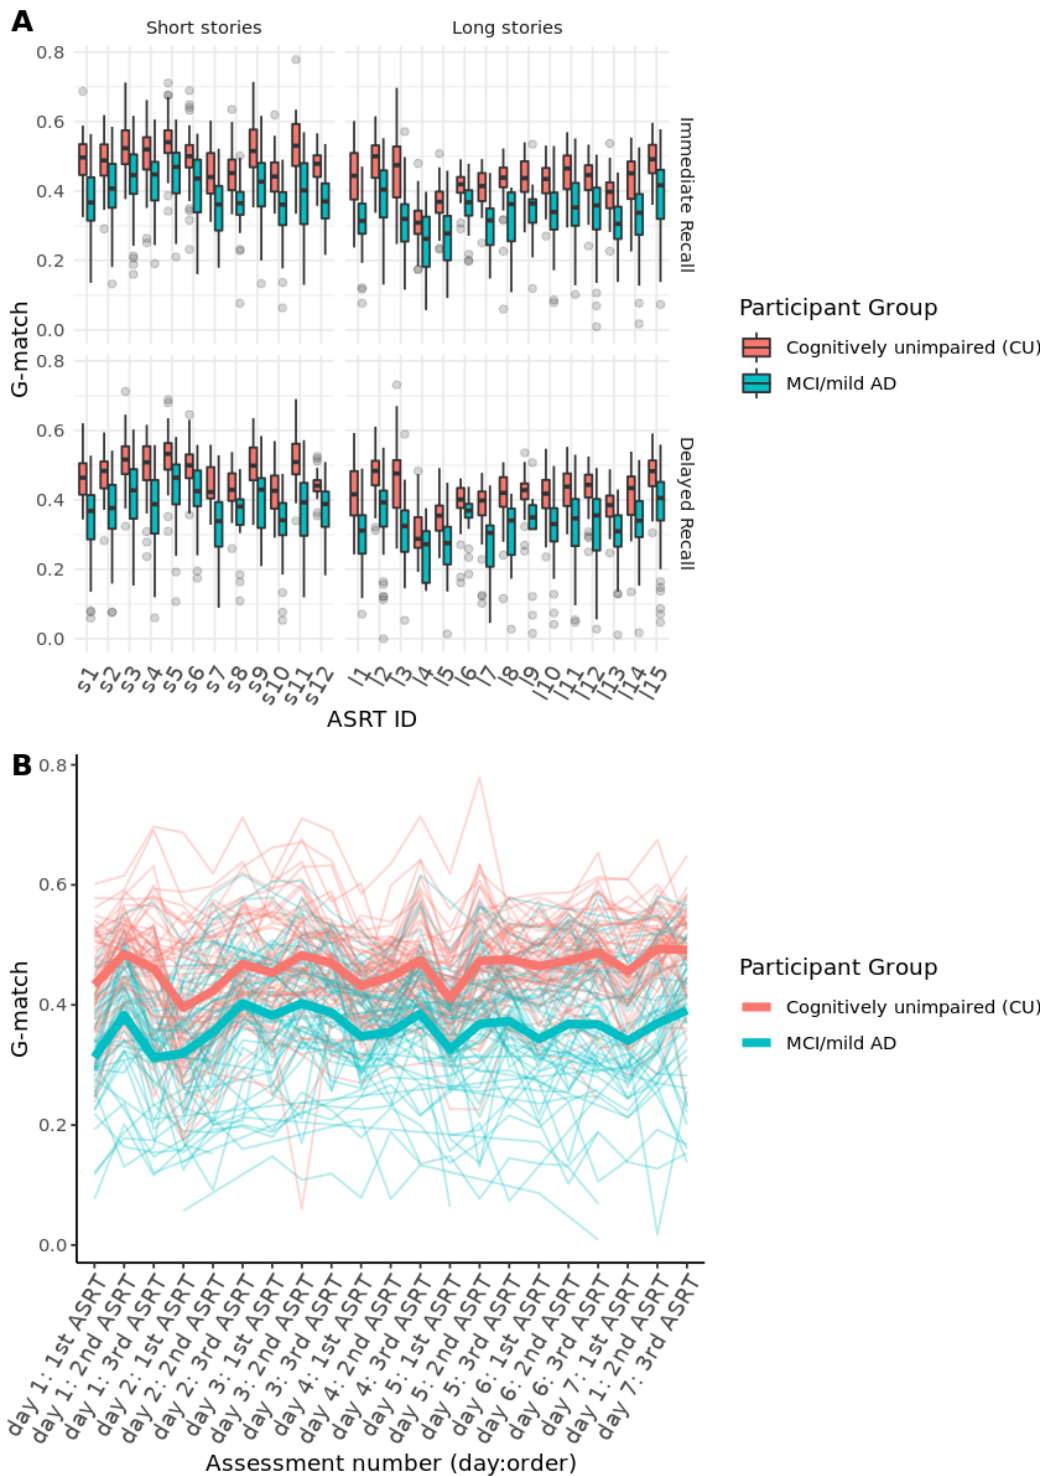 A
Short stories
Long stories
0.8
0.6
0.4
0.2
0.0
Immediate Recall
G-match
0.8
0.6
0.4
0.2
0.0
Delayed Recall
s1 s2 s3 s4 s5 s6 s7 s8 s9 s10 s11 s12
l1 l2 l3 l4 l5 l6 l7 l8 l9 l10 l11 l12 l13 l14 l15
ASRT ID
Participant Group
Cognitively unimpaired (CU)
MCI/mild AD
B
0.8
0.6
0.4
0.2
0.0
G-match
day 1: 1st ASRT
day 1: 2nd ASRT
day 1: 3rd ASRT
day 2: 1st ASRT
day 2: 2nd ASRT
day 2: 3rd ASRT
day 3: 1st ASRT
day 3: 2nd ASRT
day 3: 3rd ASRT
day 4: 1st ASRT
day 4: 2nd ASRT
day 4: 3rd ASRT
day 5: 1st ASRT
day 5: 2nd ASRT
day 5: 3rd ASRT
day 6: 1st ASRT
day 6: 2nd ASRT
day 6: 3rd ASRT
day 7: 1st ASRT
day 1: 2nd ASRT
day 7: 3rd ASRT
Assessment number (day:order)
Participant Group
Cognitively unimpaired (CU)
MCI/mild AD